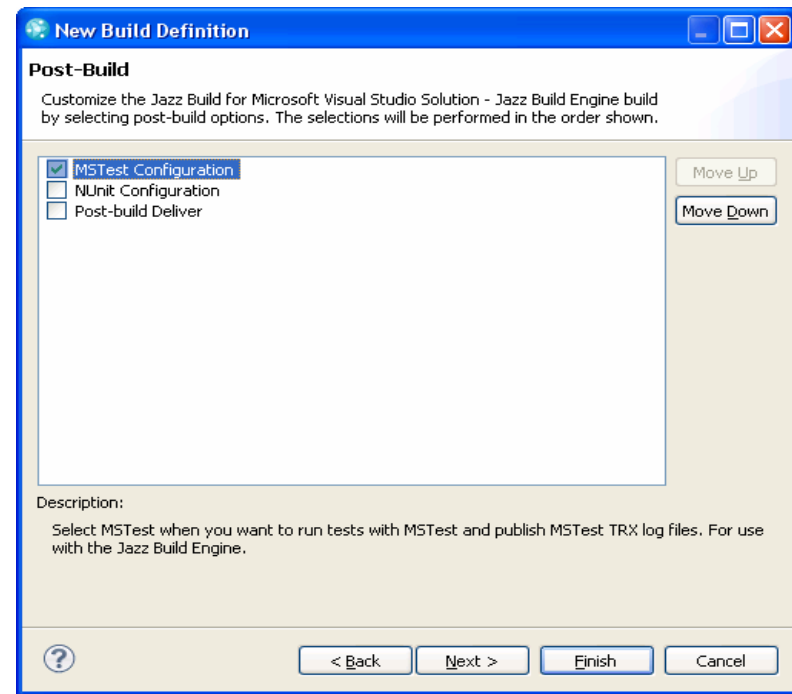 New Build Definition
Post-Build
Customize the Jazz Build for Microsoft Visual Studio Solution - Jazz Build Engine build
by selecting post-build options. The selections will be performed in the order shown.
MSTest Configuration
NUnit Configuration
Post-build Deliver
Move Up
Move Down
Description:
Select MSTest when you want to run tests with MSTest and publish MSTest TRX log files. For use
with the Jazz Build Engine.
?
< Back
Next >
Finish
Cancel